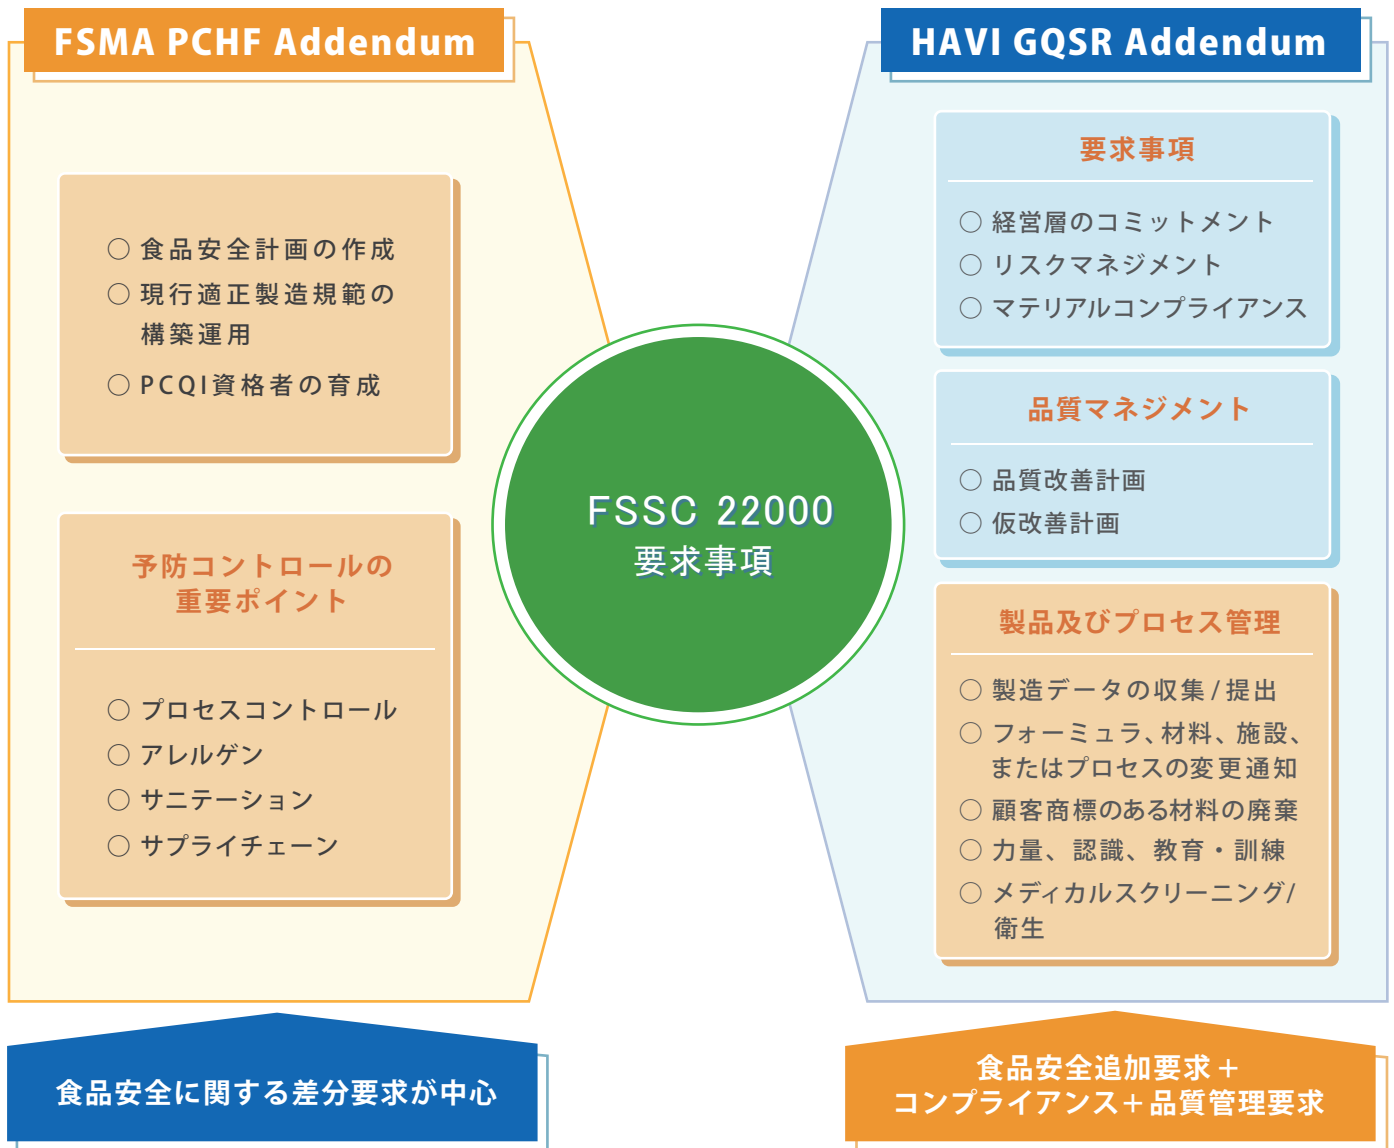 FSMA PCHF Addendum
○ 食品安全計画の作成
○ 現行適正製造規範の
構築運用
○ PCQI資格者の育成
予防コントロールの
重要ポイント
○ プロセスコントロール
○ アレルゲン
○ サニテーション
○ サプライチェーン
食品安全に関する差分要求が中心
FSSC 22000
要求事項
HAVI GQSR Addendum
要求事項
○ 経営層のコミットメント
○ リスクマネジメント
○ マテリアルコンプライアンス
品質マネジメント
○ 品質改善計画
○ 仮改善計画
製品及びプロセス管理
○ 製造データの収集/提出
○ フォーミュラ、材料、施設、
またはプロセスの変更通知
○ 顧客商標のある材料の廃棄
○ 力量、認識、教育・訓練
○ メディカルスクリーニング/
衛生
食品安全追加要求＋
コンプライアンス＋品質管理要求